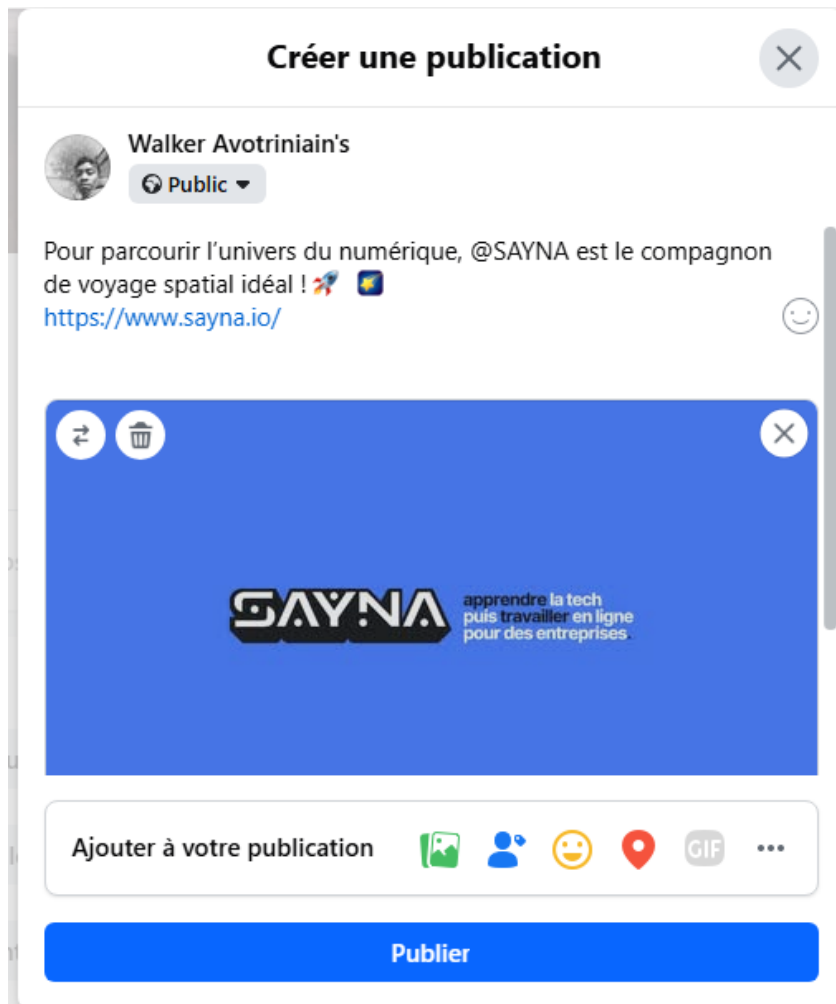 Créer une publication
Walker Avotriniain's
Public
Pour parcourir l’univers du numérique, @SAYNA est le compagnon
de voyage spatial idéal ! 🚀 🌠
https://www.sayna.io/
SAYNA
apprendre la tech
puis travailler en ligne
pour des entreprises.
Ajouter à votre publication
GIF
Publier